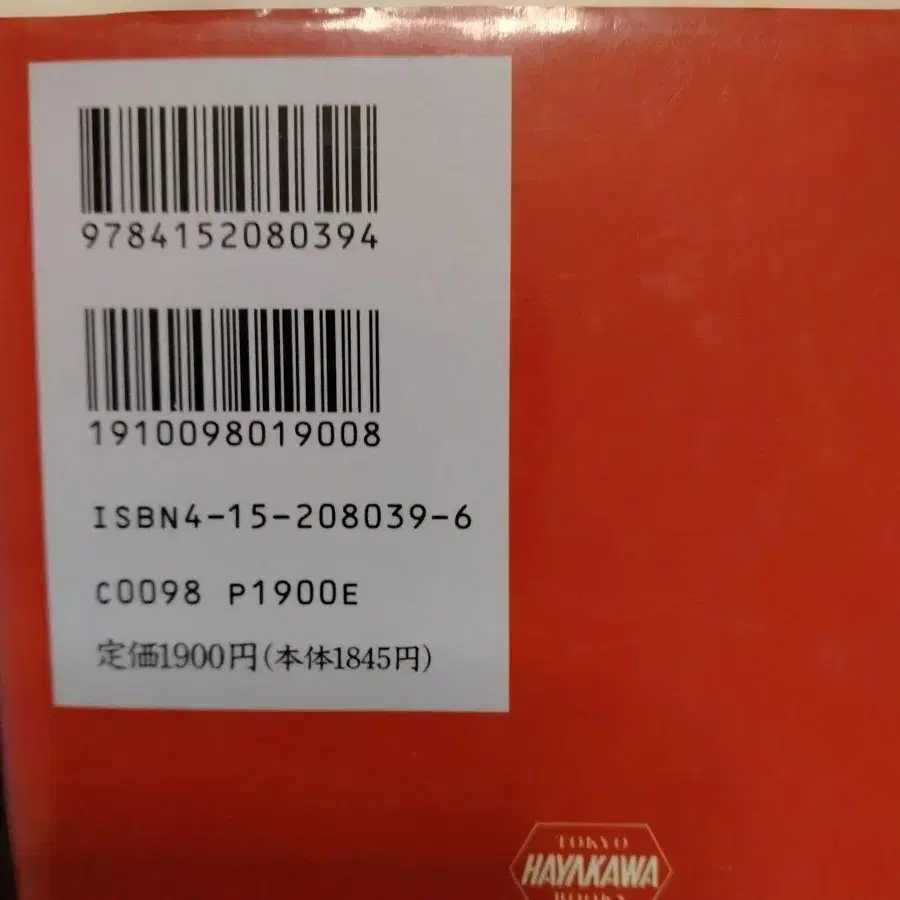 9784152080394
1910098019008
ISBN4-15-208039-6
C0098 P1900E
定価1900円(本体1845円)
TOKYO
HAYAKAWA
BOOKS